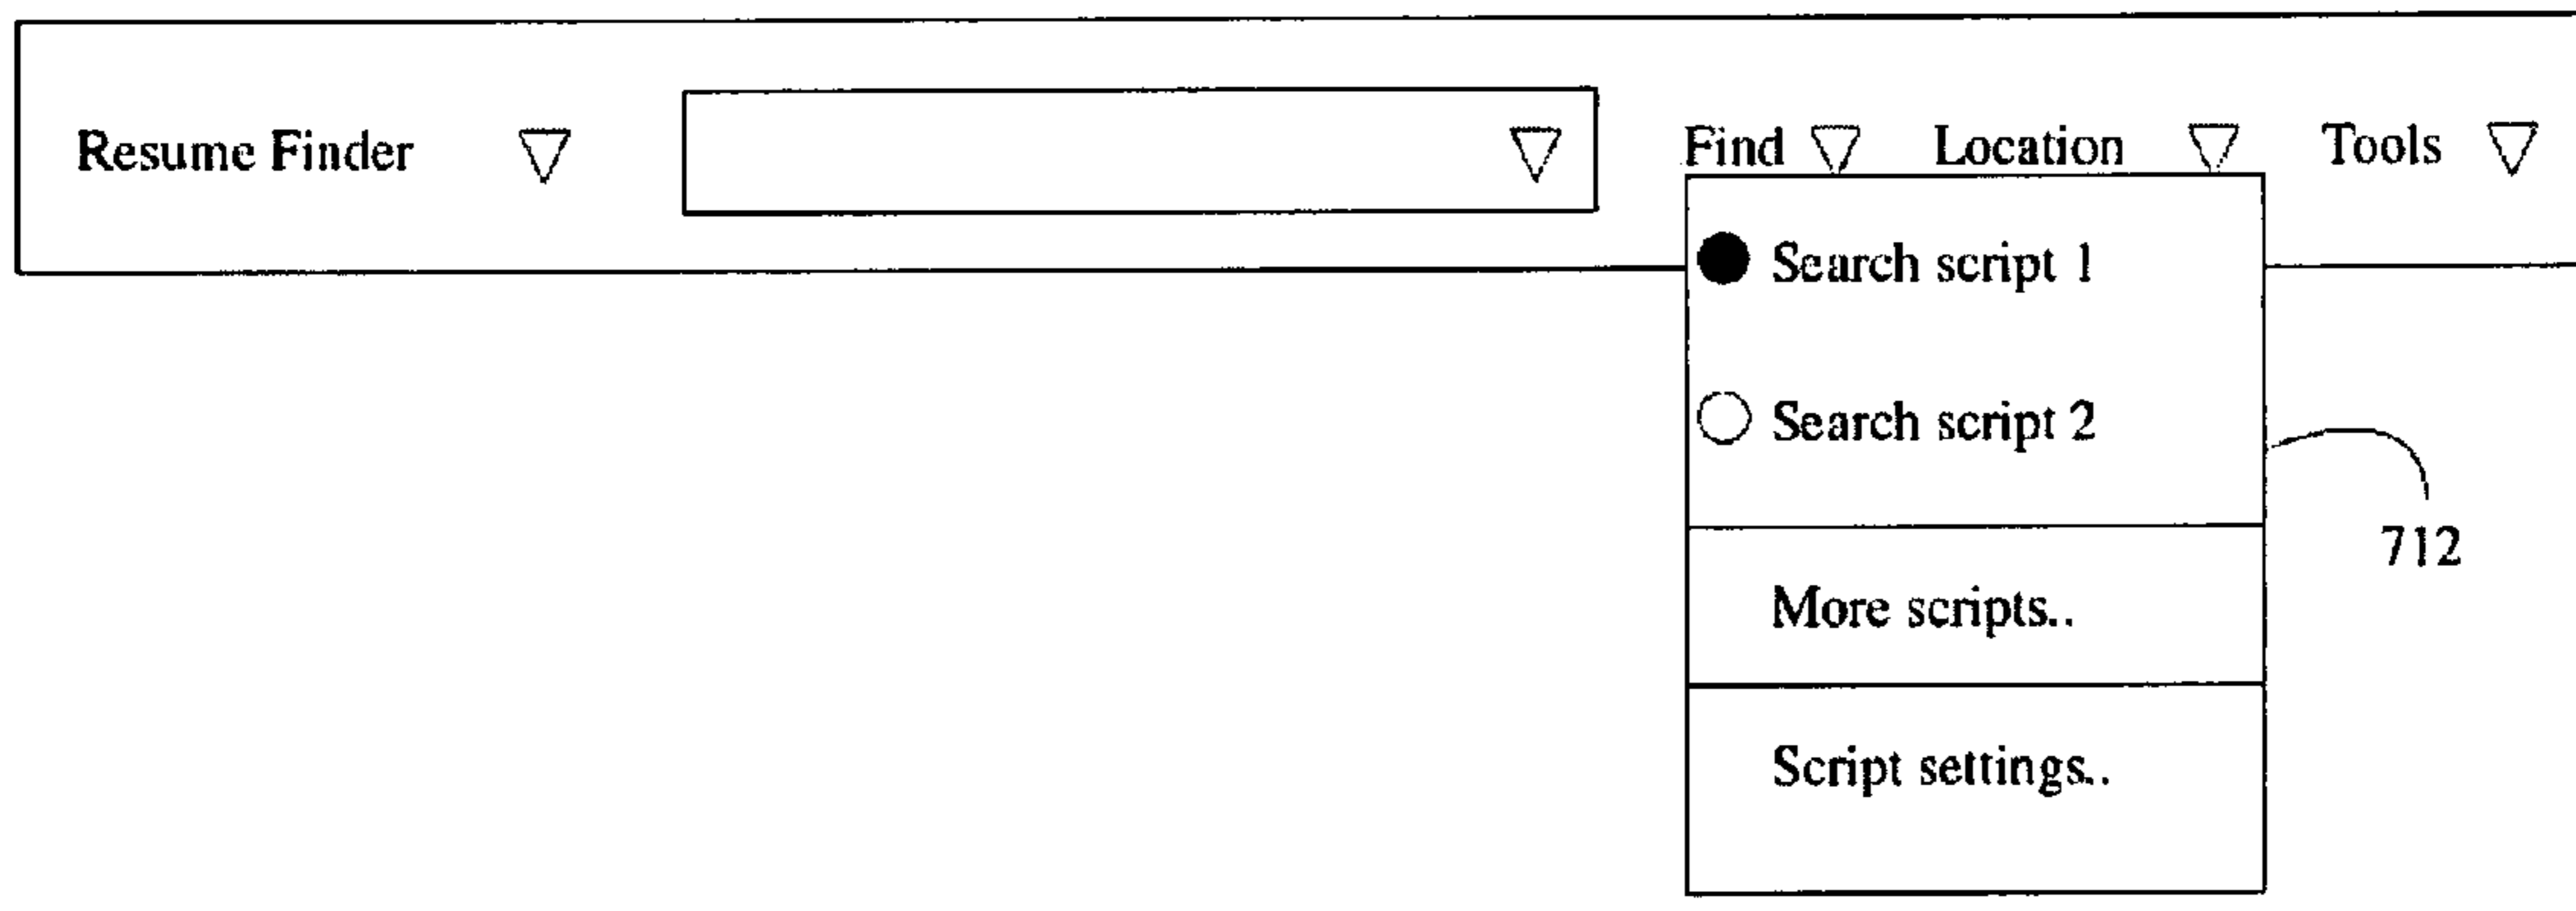 Resume Finder Find Location Tools
Search script 1
Search script 2
712
More scripts..
Script settings..